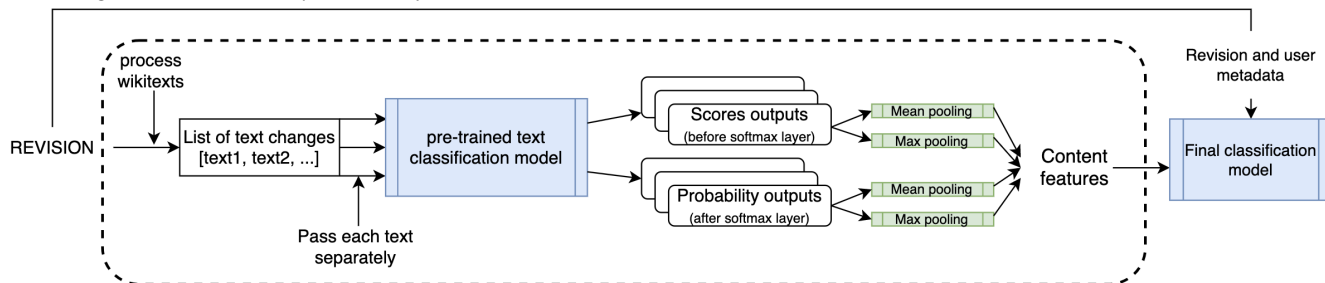 process
wikitexts
REVISION
List of text changes
[text1, text2, ...]
Pass each text
separately
pre-trained text
classification model
Scores outputs
(before softmax layer)
Probability outputs
(after softmax layer)
Mean pooling
Max pooling
Mean pooling
Max pooling
Content
features
Revision and user
metadata
Final classification
model